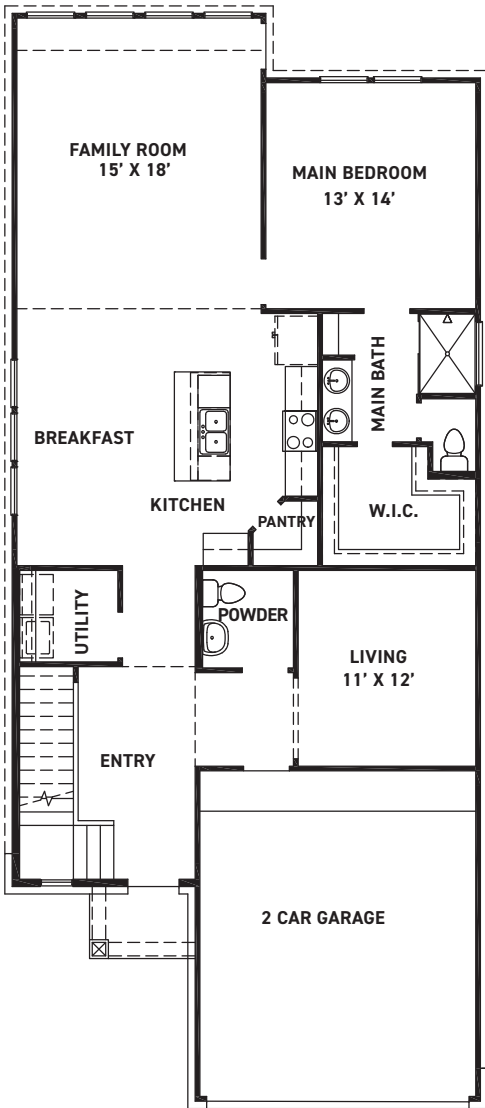 FAMILY ROOM
15’ X 18’
MAIN BEDROOM
13’ X 14’
MAIN BATH
BREAKFAST
KITCHEN
PANTRY
W.I.C.
UTILITY
POWDER
LIVING
11’ X 12’
ENTRY
2 CAR GARAGE